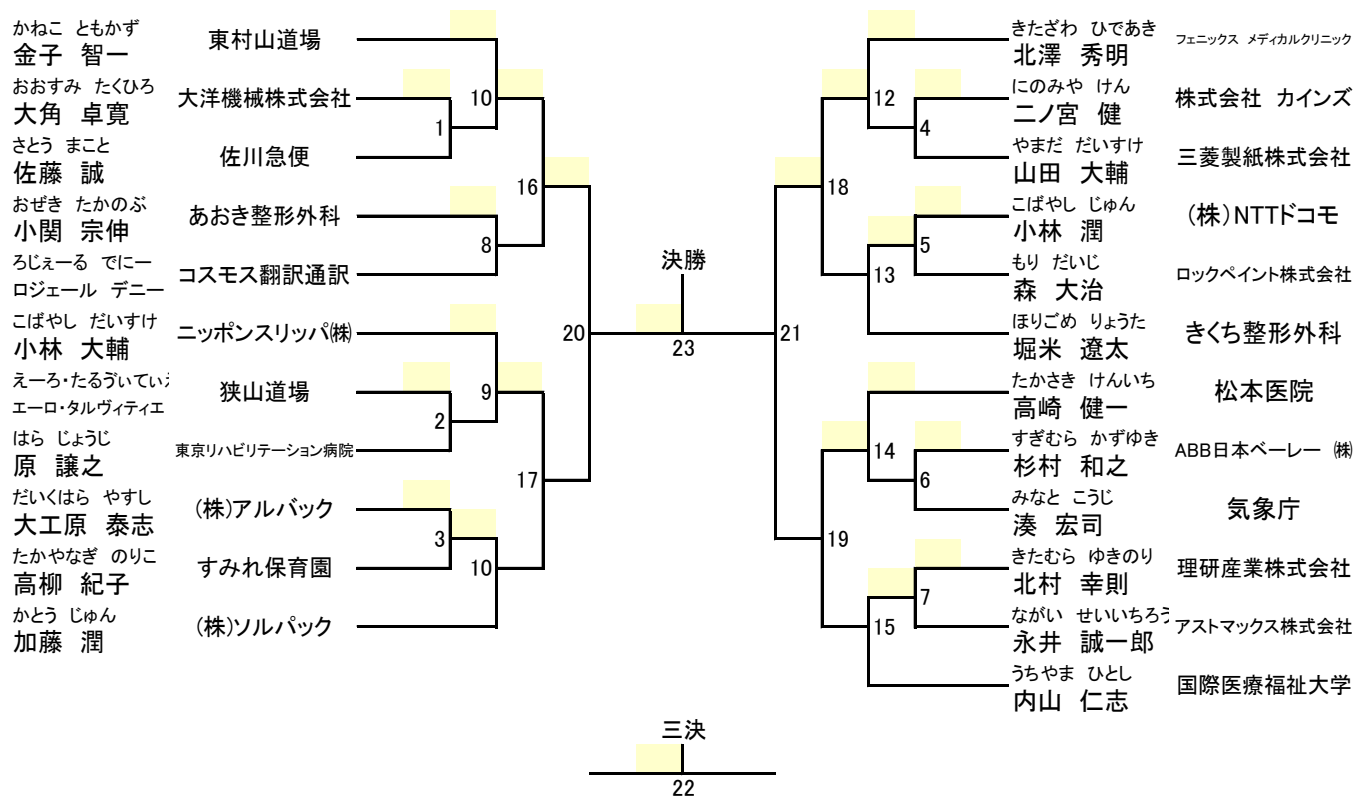 かねこ ともかず
金子 智一
東村山道場
おおすみ たくひろ
大角 卓寛
大洋機械株式会社
さとう まこと
佐藤 誠
佐川急便
おぜき たかのぶ
小関 宗伸
あおき整形外科
ろじぇーる でにー
ロジェール デニー
コスモス翻訳通訳
こばやし だいすけ
小林 大輔
ニッポンスリッパ㈱
えーろ・たるゔぃてぃえ
エーロ・タルヴィティエ
狭山道場
はら じょうじ
原 譲之
東京リハビリテーション病院
だいくはら やすし
大工原 泰志
(株)アルバック
たかやなぎ のりこ
高柳 紀子
すみれ保育園
かとう じゅん
加藤 潤
(株)ソルパック
10
1
16
8
20
9
2
17
3
10
決勝
23
三決
22
12
4
18
5
13
21
14
6
19
7
15
きたざわ ひであき
北澤 秀明
フェニックス メディカルクリニック
にのみや けん
二ノ宮 健
株式会社 カインズ
やまだ だいすけ
山田 大輔
三菱製紙株式会社
こばやし じゅん
小林 潤
(株)NTTドコモ
もり だいじ
森 大治
ロックペイント株式会社
ほりごめ りょうた
堀米 遼太
きくち整形外科
たかさき けんいち
高崎 健一
松本医院
すぎむら かずゆき
杉村 和之
ABB日本ベーレー ㈱
みなと こうじ
湊 宏司
気象庁
きたむら ゆきのり
北村 幸則
理研産業株式会社
ながい せいいちろう
永井 誠一郎
アストマックス株式会社
うちやま ひとし
内山 仁志
国際医療福祉大学